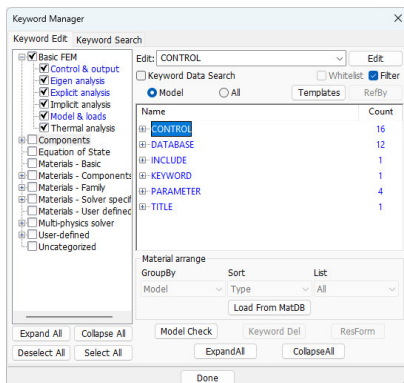 Keyword Manager
Keyword Edit Keyword Search
Basic FEM
Control & output
Eigen analysis
Explicit analysis
Implicit analysis
Model & loads
Thermal analysis
Components
Equation of State
Materials - Basic
Materials - Components
Materials - Family
Materials - Solver specif
Materials - User defined
Multi-physics solver
User-defined
Uncategorized
Expand All Collapse All
Deselect All Select All
Edit: CONTROL Edit
Keyword Data Search Whitelist Filter
Model All Templates RefBy
Name Count
CONTROL 16
DATABASE 12
INCLUDE 1
KEYWORD 1
PARAMETER 4
TITLE 1
Material arrange
GroupBy Sort List
Model Type All
Load From MatDB
Model Check Keyword Del ResForm
ExpandAll CollapseAll
Done